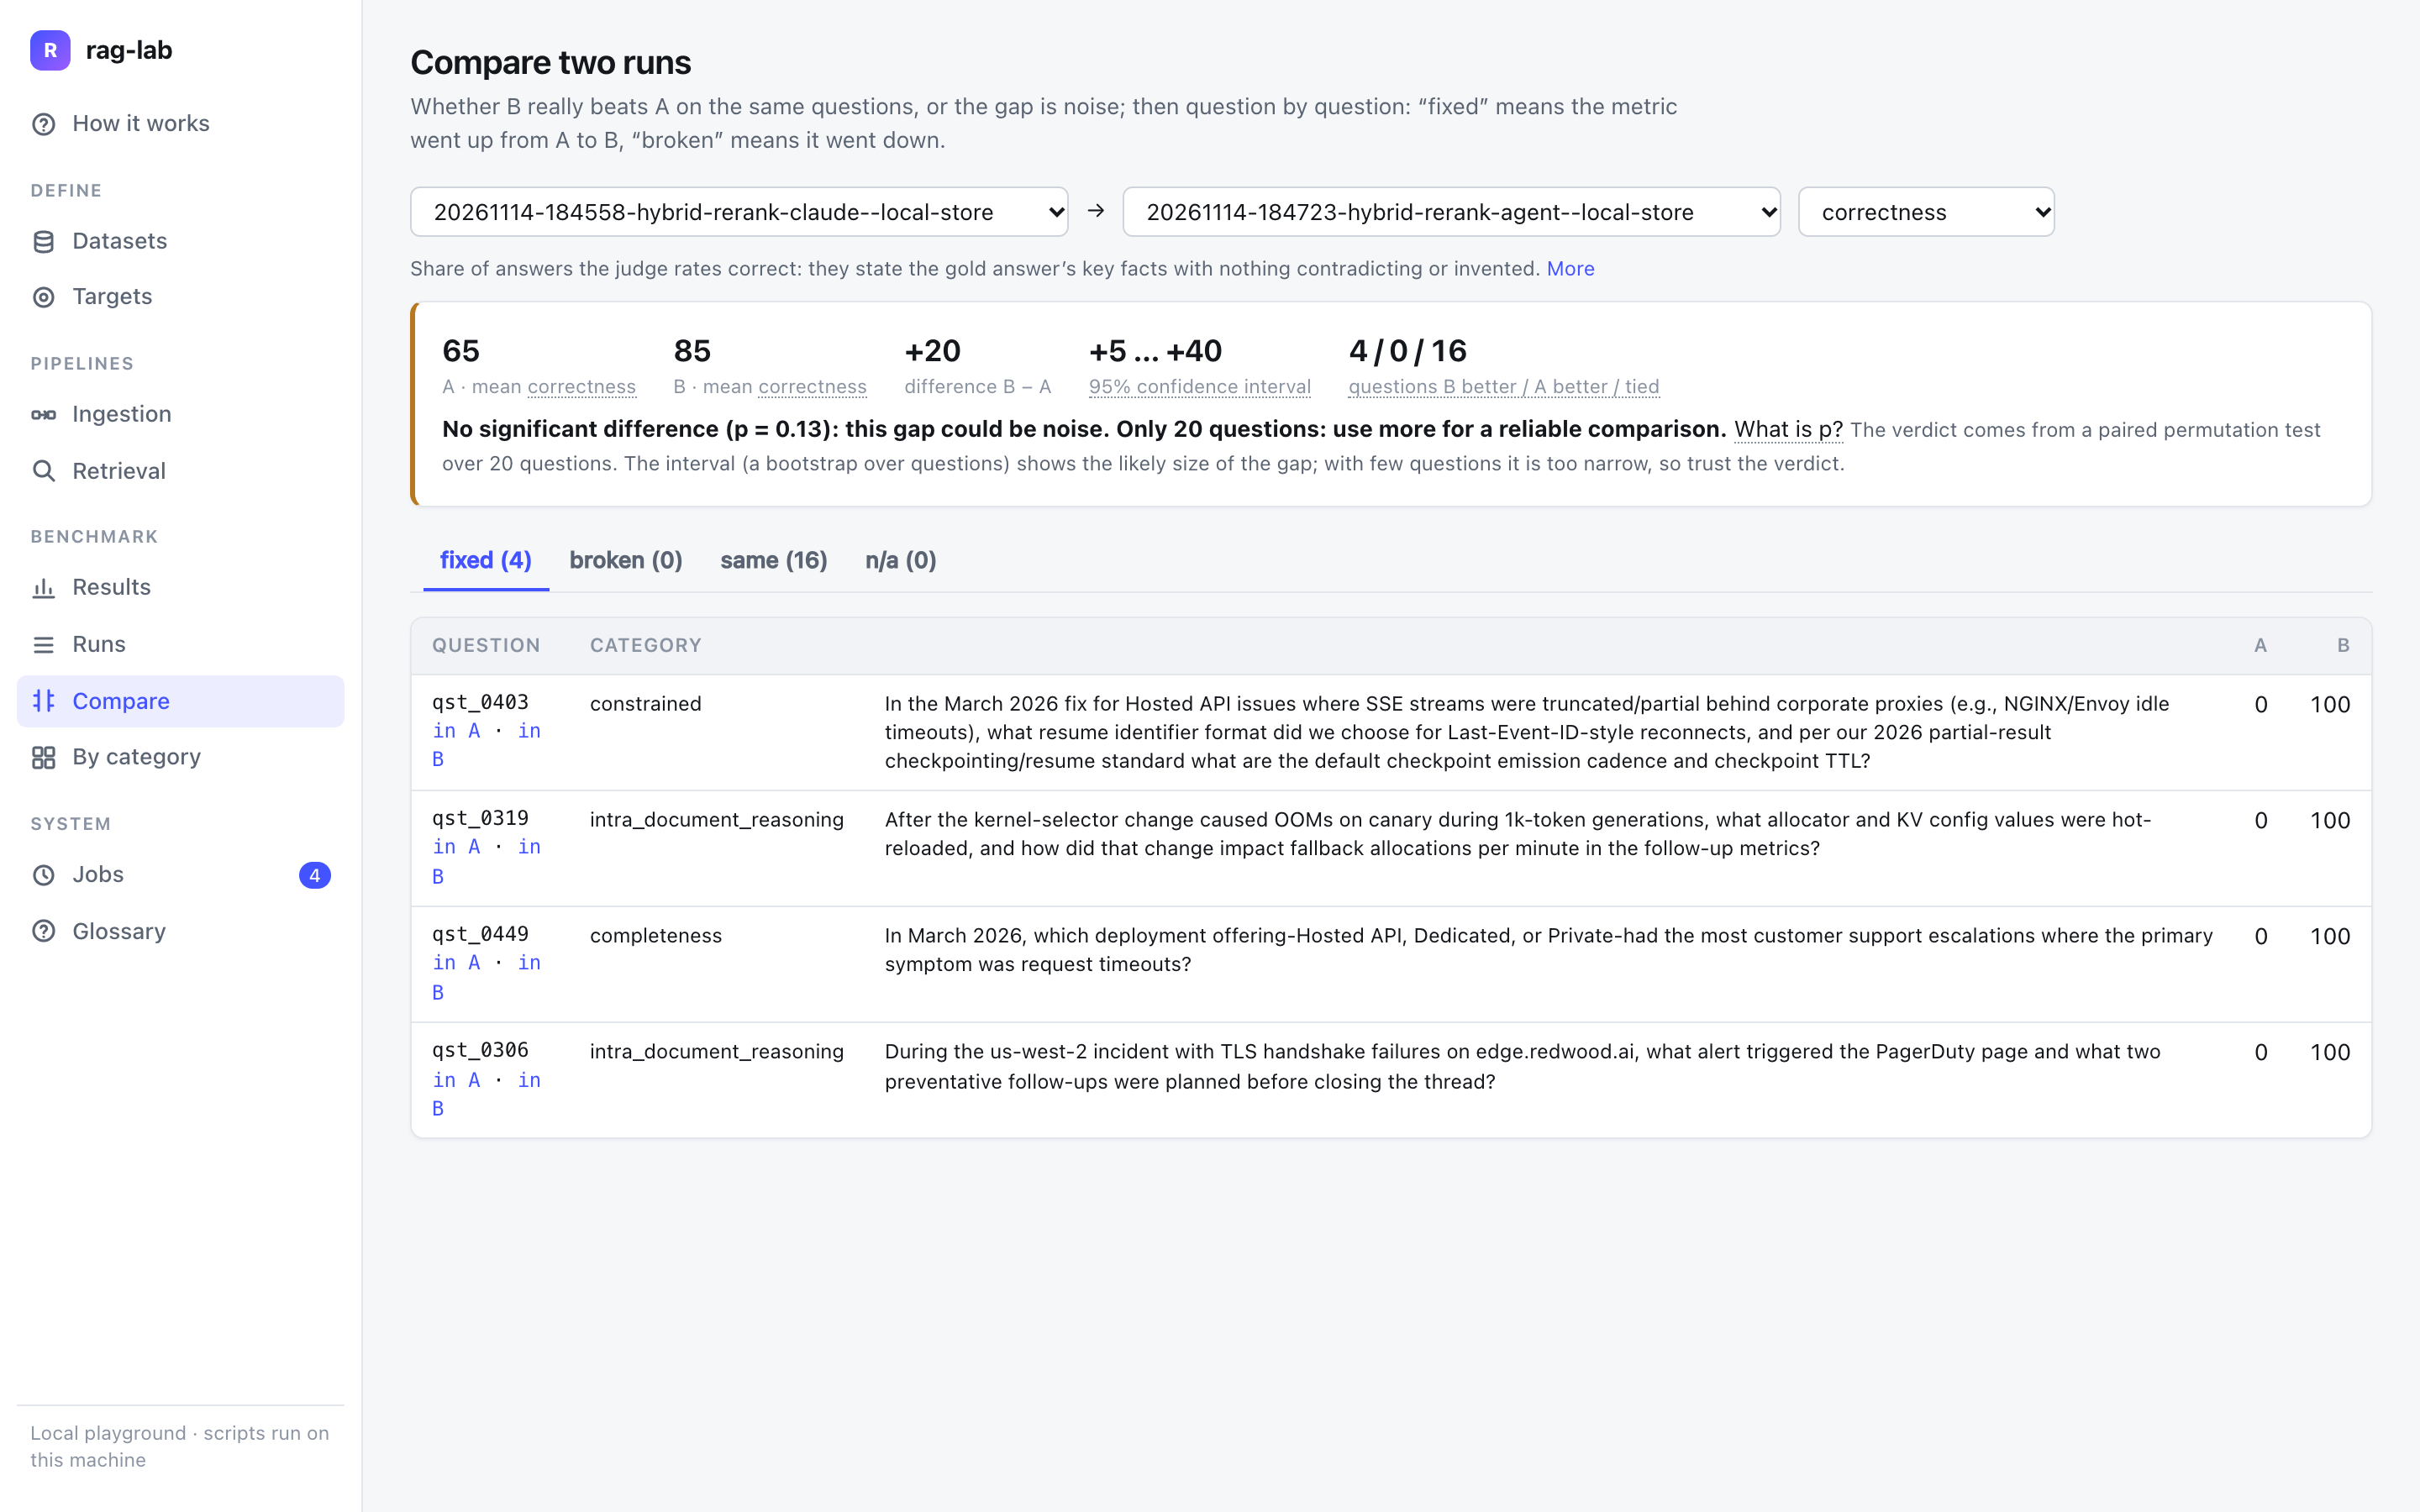 R rag-lab
How it works
DEFINE
Datasets
Targets
PIPELINES
Ingestion
Retrieval
BENCHMARK
Results
Runs
Compare
By category
SYSTEM
Jobs 4
Glossary
Local playground · scripts run on
this machine
Compare two runs
Whether B really beats A on the same questions, or the gap is noise; then question by question: “fixed” means the metric
went up from A to B, “broken” means it went down.
20261114-184558-hybrid-rerank-claude--local-store → 20261114-184723-hybrid-rerank-agent--local-store correctness
Share of answers the judge rates correct: they state the gold answer’s key facts with nothing contradicting or invented. More
65 85 +20 +5 … +40 4 / 0 / 16
A · mean correctness B · mean correctness difference B − A 95% confidence interval questions B better / A better / tied
No significant difference (p = 0.13): this gap could be noise. Only 20 questions: use more for a reliable comparison. What is p? The verdict comes from a paired permutation test
over 20 questions. The interval (a bootstrap over questions) shows the likely size of the gap; with few questions it is too narrow, so trust the verdict.
fixed (4) broken (0) same (16) n/a (0)
QUESTION CATEGORY A B
qst_0403 constrained In the March 2026 fix for Hosted API issues where SSE streams were truncated/partial behind corporate proxies (e.g., NGINX/Envoy idle 0 100
in A · in timeouts), what resume identifier format did we choose for Last-Event-ID-style reconnects, and per our 2026 partial-result
B checkpointing/resume standard what are the default checkpoint emission cadence and checkpoint TTL?
qst_0319 intra_document_reasoning After the kernel-selector change caused OOMs on canary during 1k-token generations, what allocator and KV config values were hot- 0 100
in A · in reloaded, and how did that change impact fallback allocations per minute in the follow-up metrics?
B
qst_0449 completeness In March 2026, which deployment offering-Hosted API, Dedicated, or Private-had the most customer support escalations where the primary 0 100
in A · in symptom was request timeouts?
B
qst_0306 intra_document_reasoning During the us-west-2 incident with TLS handshake failures on edge.redwood.ai, what alert triggered the PagerDuty page and what two 0 100
in A · in preventative follow-ups were planned before closing the thread?
B